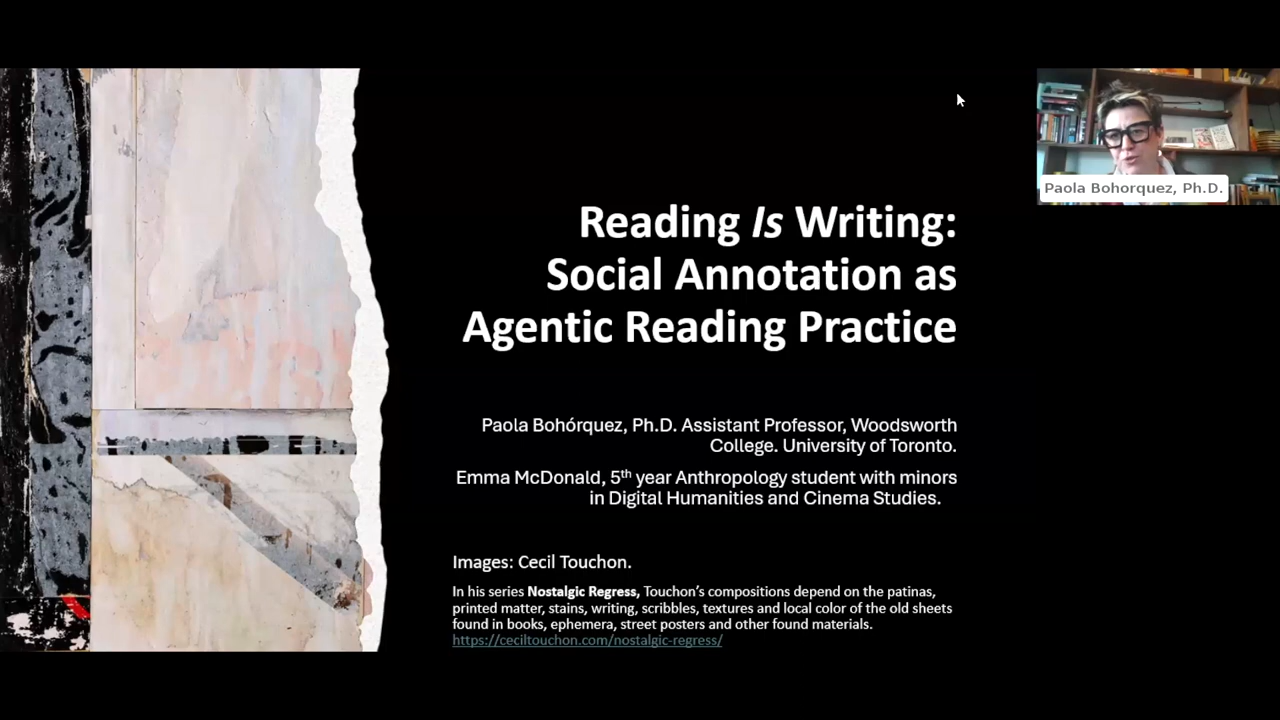 Reading Is Writing:
Social Annotation as
Agentic Reading Practice
Paola Bohórquez, Ph.D. Assistant Professor, Woodsworth
College. University of Toronto.
Emma McDonald, 5th year Anthropology student with minors
in Digital Humanities and Cinema Studies.
Images: Cecil Touchon.
In his series Nostalgic Regress, Touchon’s compositions depend on the patinas,
printed matter, stains, writing, scribbles, textures and local color of the old sheets
found in books, ephemera, street posters and other found materials.
https://ceciltouchon.com/nostalgic-regress/
Paola Bohorquez, Ph.D.